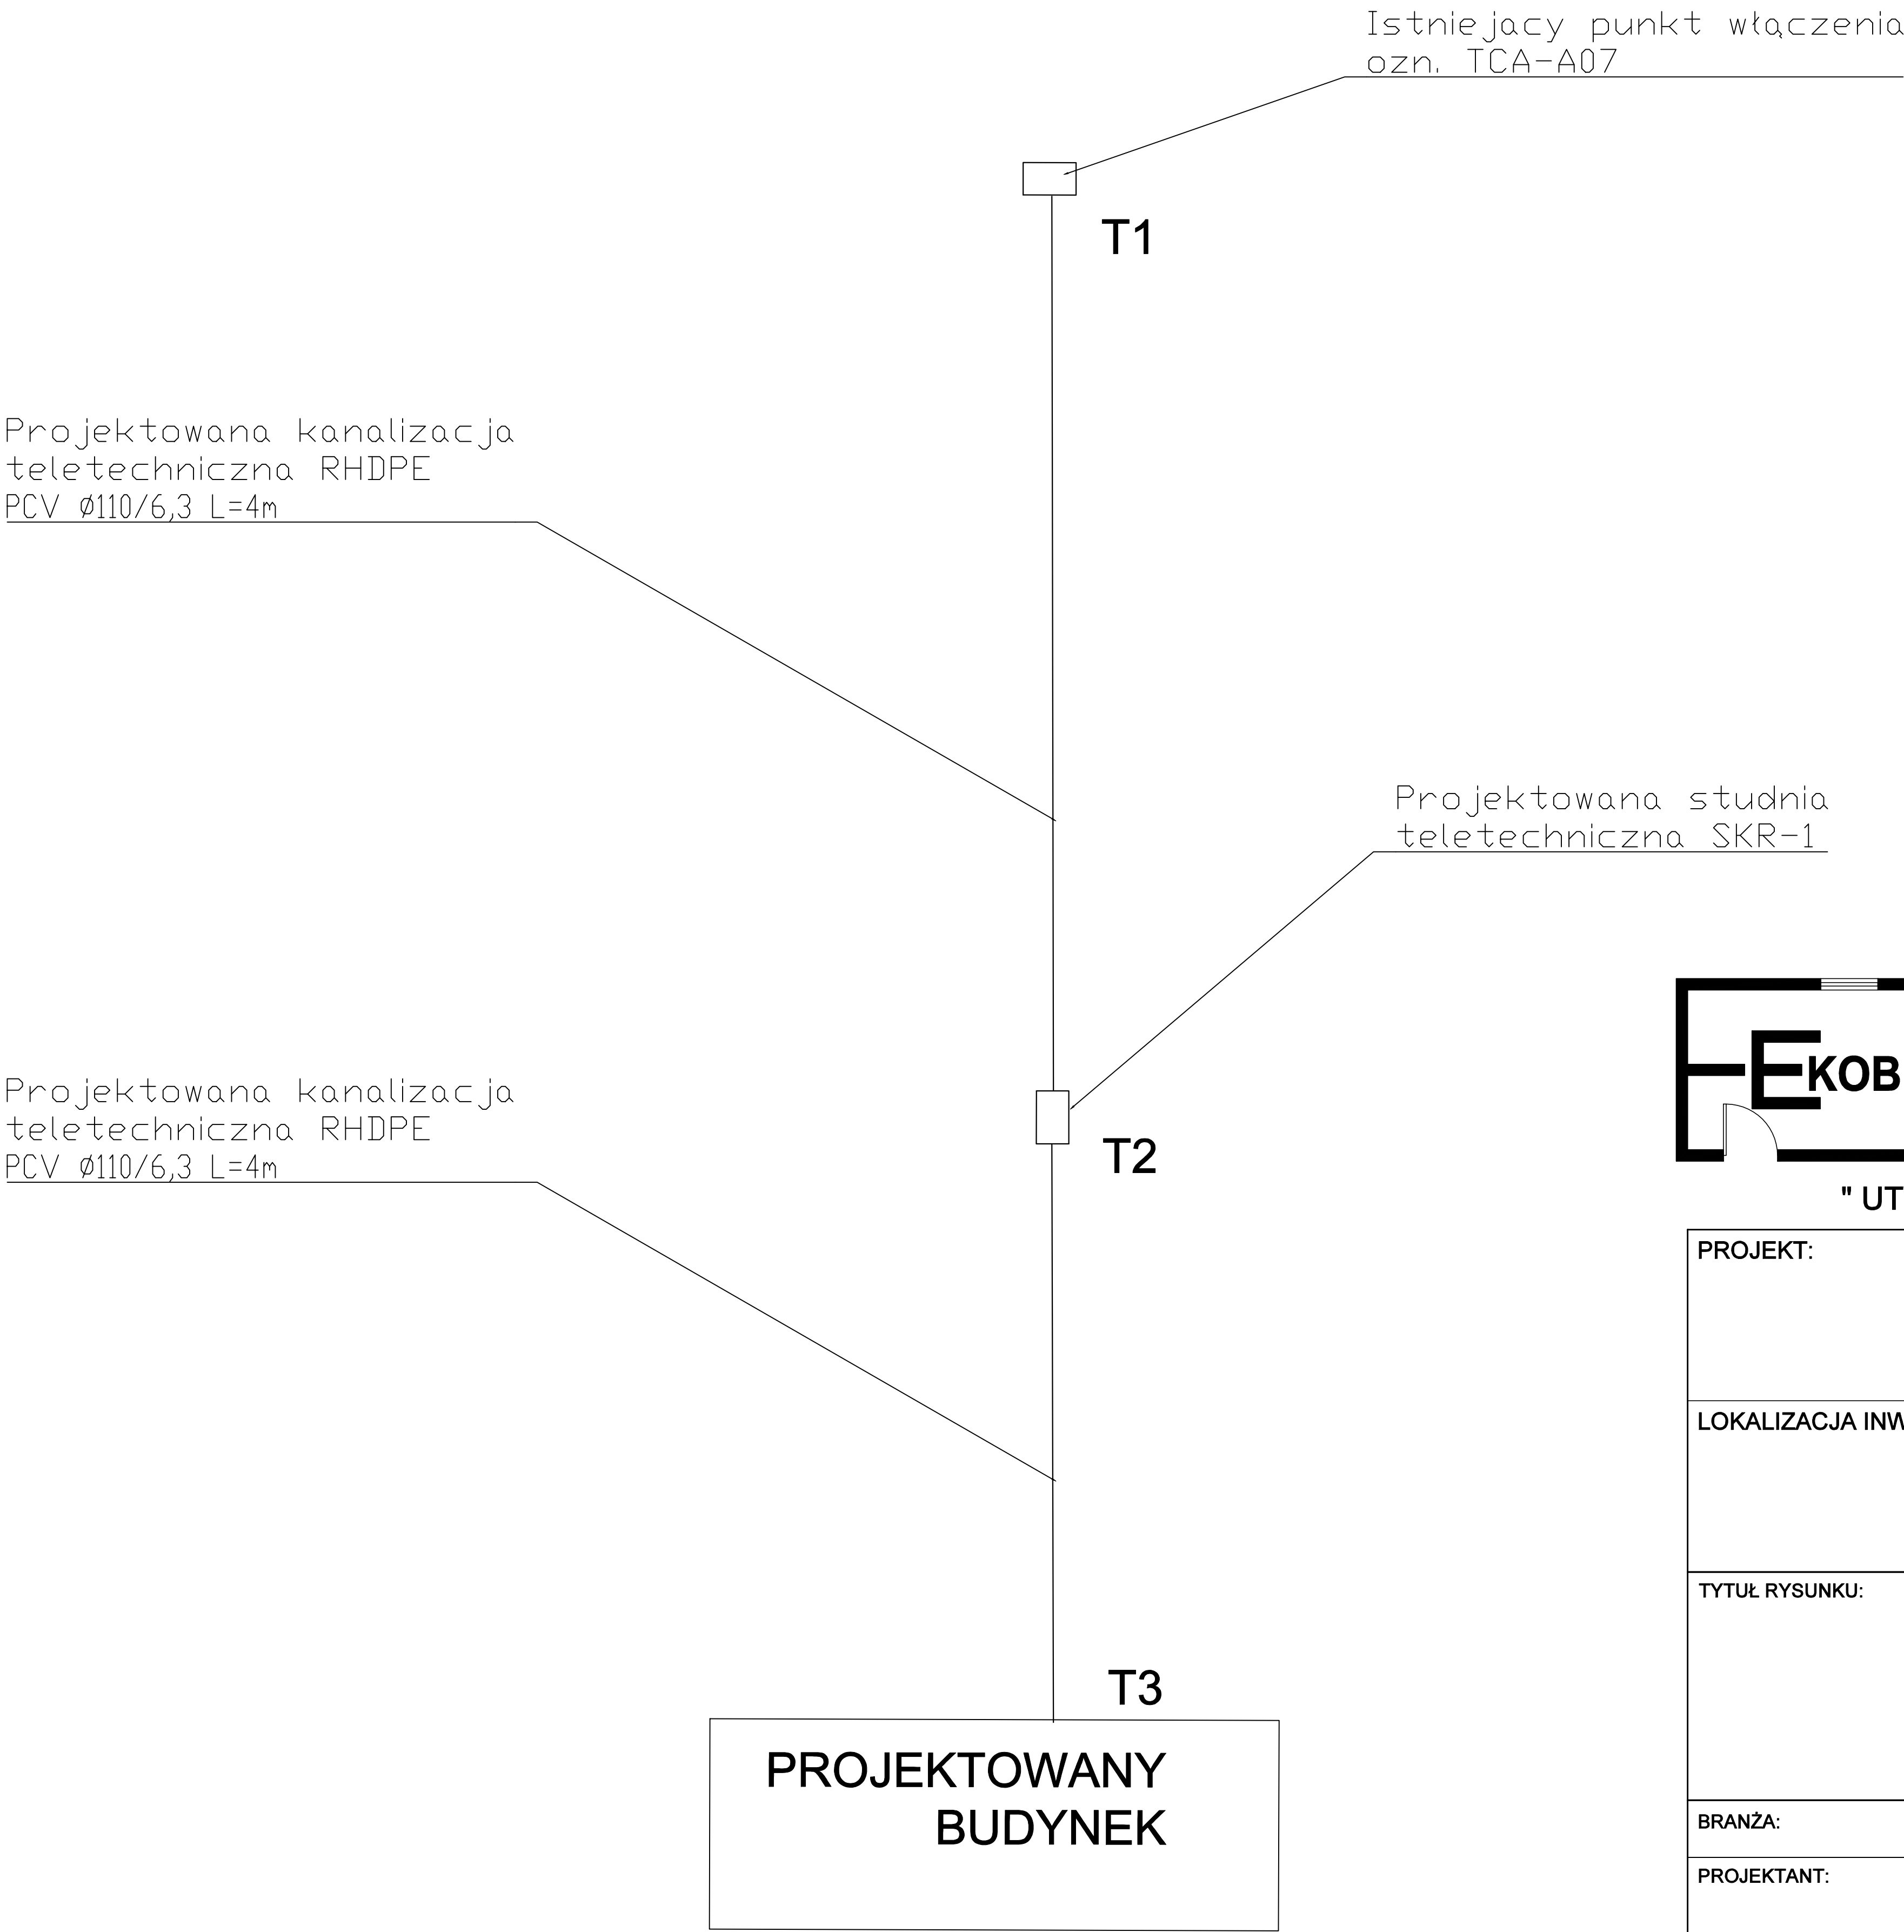 Istniejacy punkt włączenia
ozn. TCA-A07
T1
Projektowana kanalizacja
teletechniczna RHDPE
PCV Ø110/6,3 L=4m
Projektowana studnia
teletechniczna SKR-1
EKOB
Projektowana kanalizacja
teletechniczna RHDPE
PCV Ø110/6,3 L=4m
T2
" UT
PROJEKT:
LOKALIZACJA INW
TYTUŁ RYSUNKU:
T3
PROJEKTOWANY
BUDYNEK
BRANŻA:
PROJEKTANT: